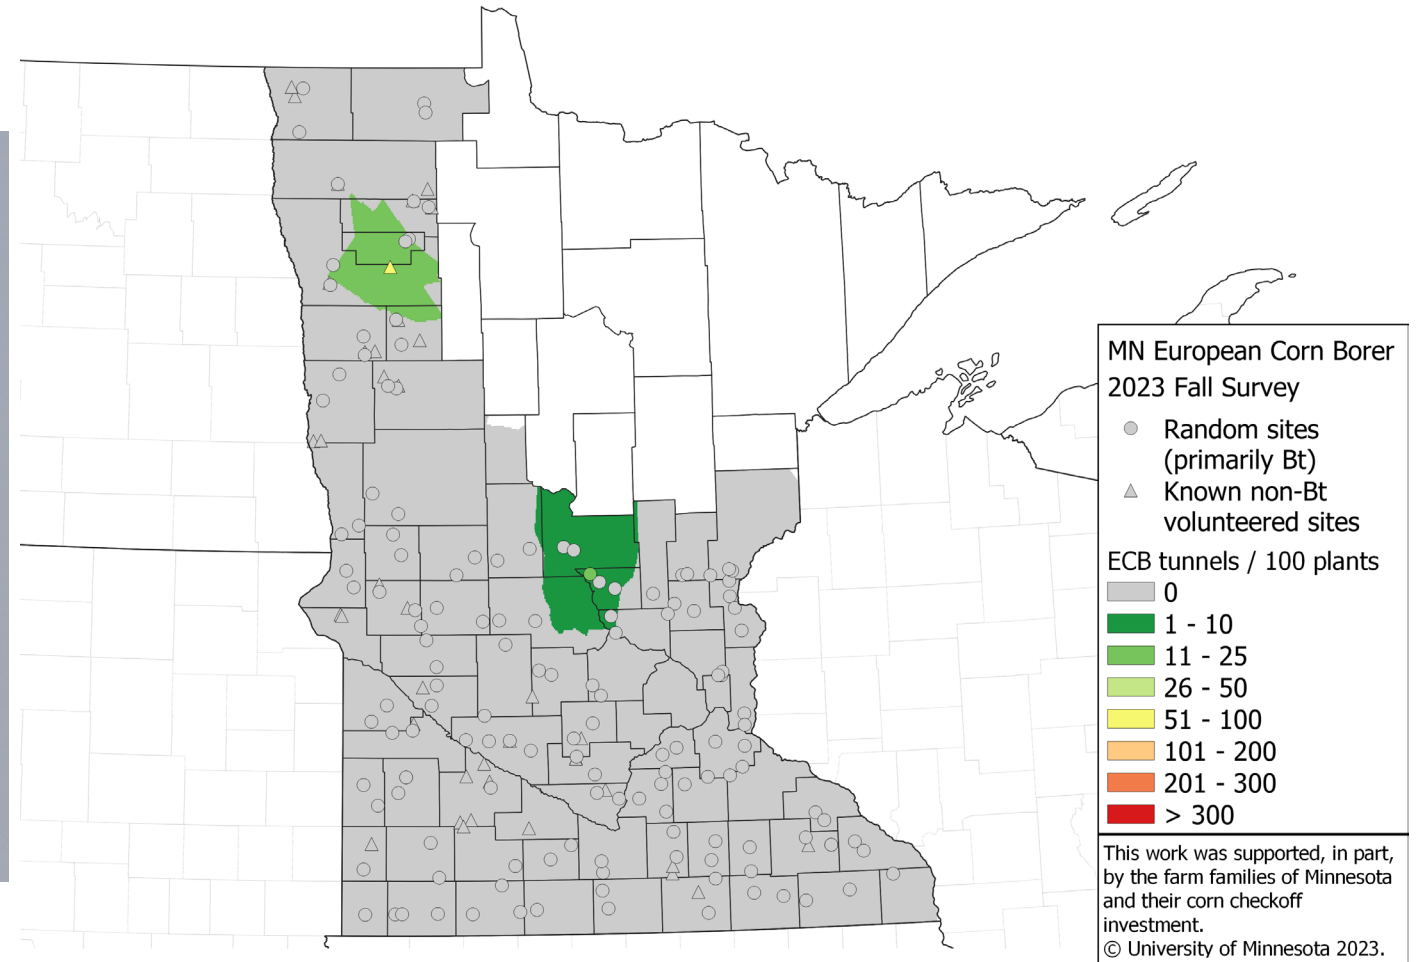 MN European Corn Borer
2023 Fall Survey
Random sites
(primarily Bt)
Known non-Bt
volunteered sites
ECB tunnels / 100 plants
0
1 - 10
11 - 25
26 - 50
51 - 100
101 - 200
201 - 300
> 300
This work was supported, in part,
by the farm families of Minnesota
and their corn checkoff
investment.
© University of Minnesota 2023.